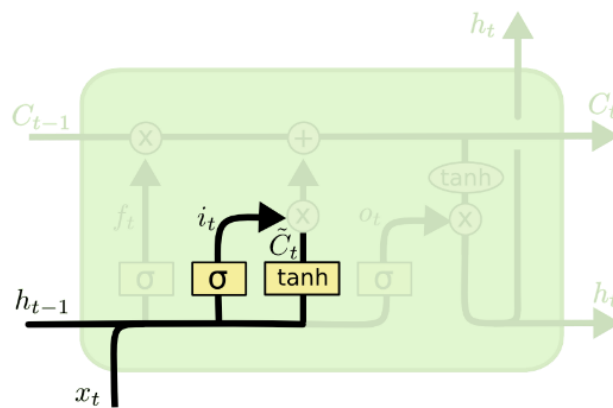 h_t
C_{t-1}
C_t
x
+
tanh
f_t
i_t
x
o_t
x
C̃_t
σ
σ
tanh
σ
h_{t-1}
h_t
x_t